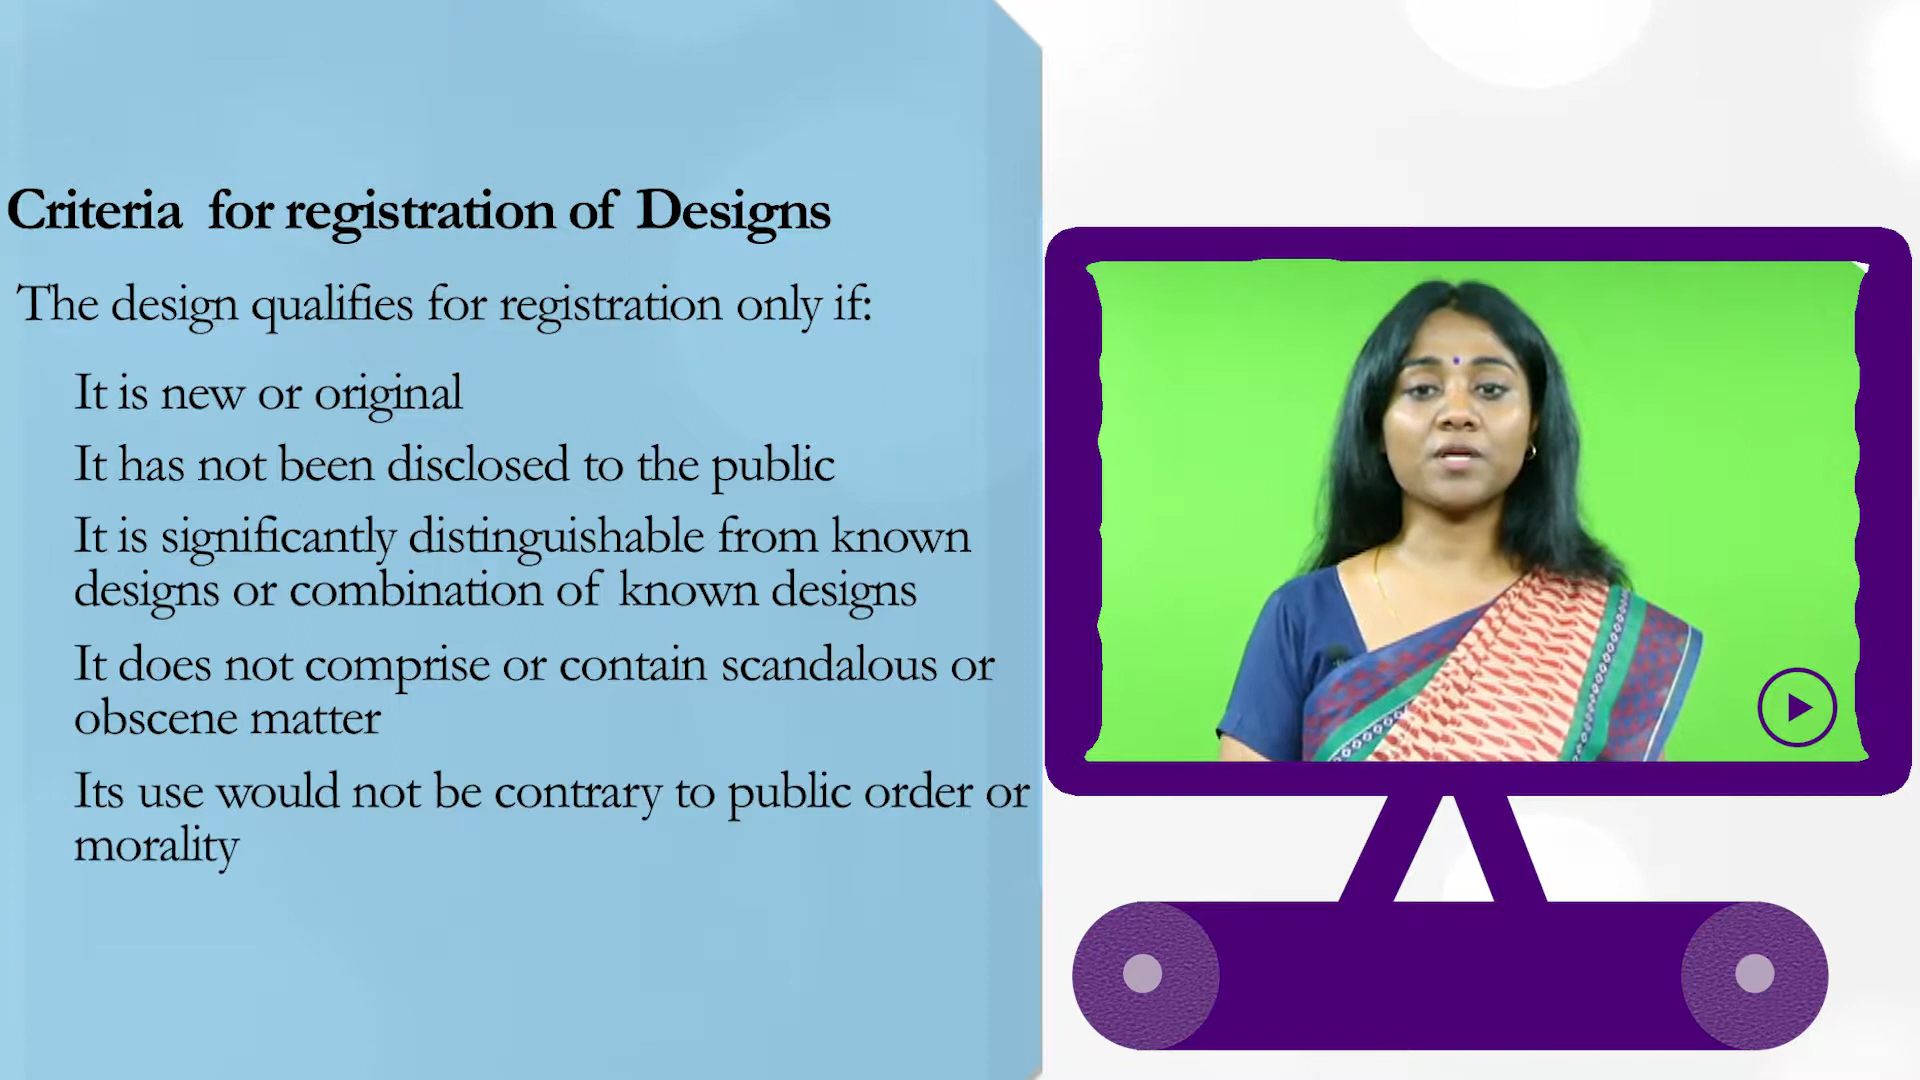 Criteria for registration of Designs
The design qualifies for registration only if:
It is new or original
It has not been disclosed to the public
It is significantly distinguishable from known
designs or combination of known designs
It does not comprise or contain scandalous or
obscene matter
Its use would not be contrary to public order or
morality